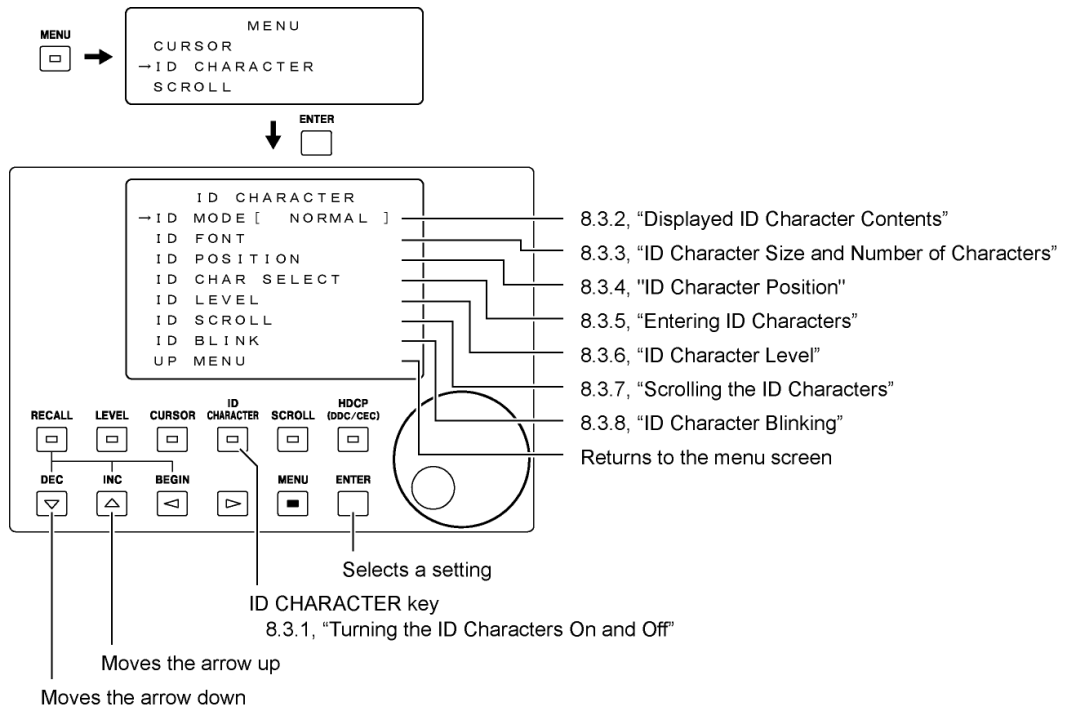 MENU
MENU
CURSOR
→ID CHARACTER
SCROLL
ENTER
ID CHARACTER
→ID MODE[ NORMAL ]
8.3.2, “Displayed ID Character Contents”
ID FONT
8.3.3, “ID Character Size and Number of Characters”
ID POSITION
8.3.4, "ID Character Position"
ID CHAR SELECT
8.3.5, “Entering ID Characters”
ID LEVEL
8.3.6, “ID Character Level”
ID SCROLL
8.3.7, “Scrolling the ID Characters”
ID BLINK
8.3.8, “ID Character Blinking”
UP MENU
Returns to the menu screen
RECALL LEVEL CURSOR ID CHARACTER SCROLL HDCP (DDC/CEC)
DEC INC BEGIN MENU ENTER
Selects a setting
ID CHARACTER key
8.3.1, “Turning the ID Characters On and Off”
Moves the arrow up
Moves the arrow down